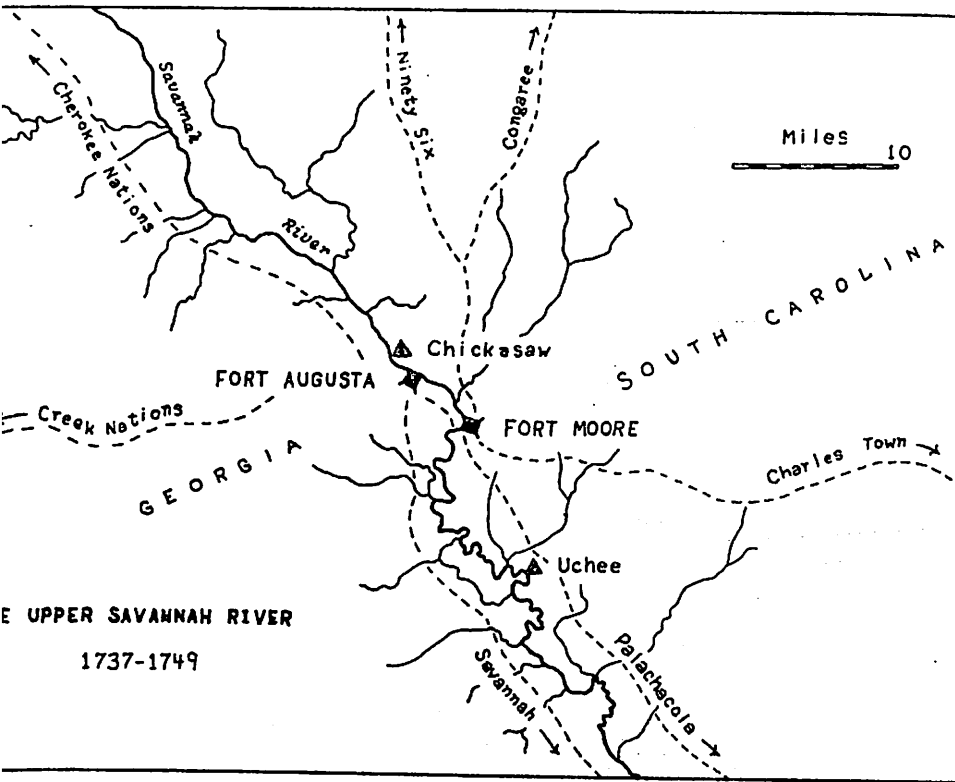 Savannah
River
Cherokee Nations
Ninety Six
Congaree
Miles
10
SOUTH CAROLINA
Chickasaw
FORT AUGUSTA
FORT MOORE
Creek Nations
GEORGIA
Charles Town
Uchee
E UPPER SAVANNAH RIVER
1737-1749
Savannah
Palachacola